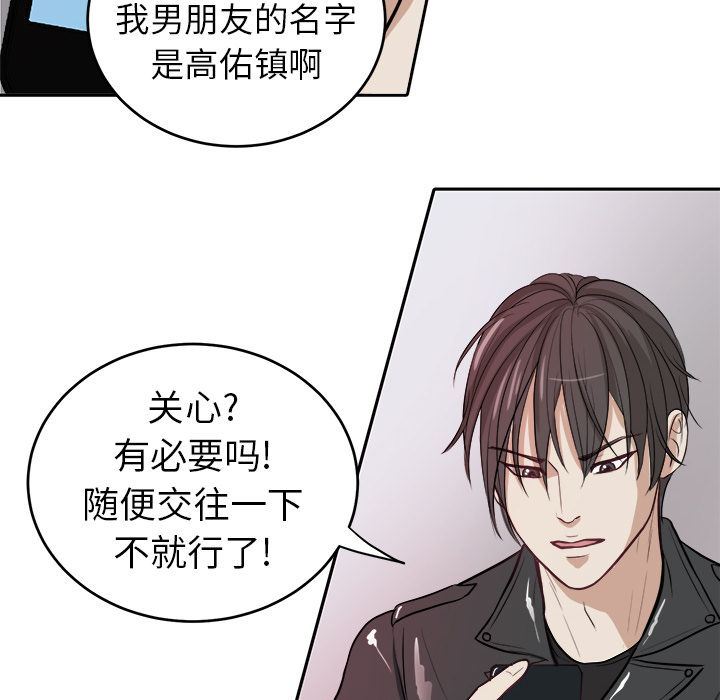 我男朋友的名字
是高佑镇啊
关心?
有必要吗!
随便交往一下
不就行了!